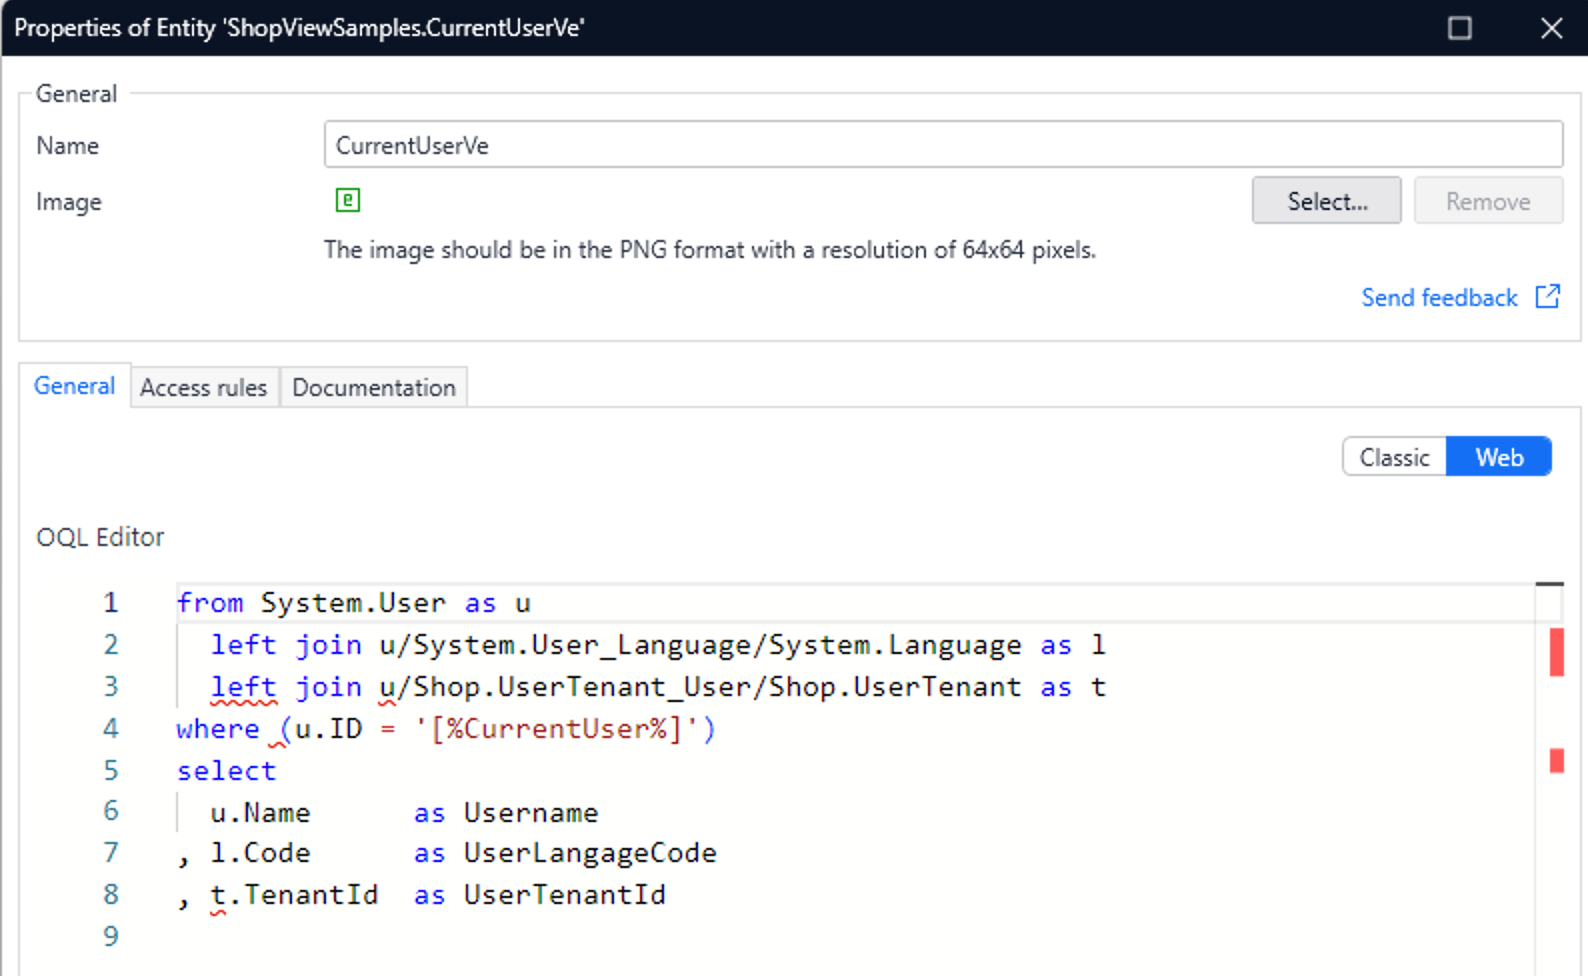 Properties of Entity 'ShopViewSamples.CurrentUserVe'
General
Name CurrentUserVe
Image e Select... Remove
The image should be in the PNG format with a resolution of 64x64 pixels.
Send feedback
General Access rules Documentation
Classic Web
OQL Editor
1 from System.User as u
2 left join u/System.User_Language/System.Language as l
3 left join u/Shop.UserTenant_User/Shop.UserTenant as t
4 where (u.ID = '[%CurrentUser%]')
5 select
6 u.Name as Username
7 , l.Code as UserLangageCode
8 , t.TenantId as UserTenantId
9